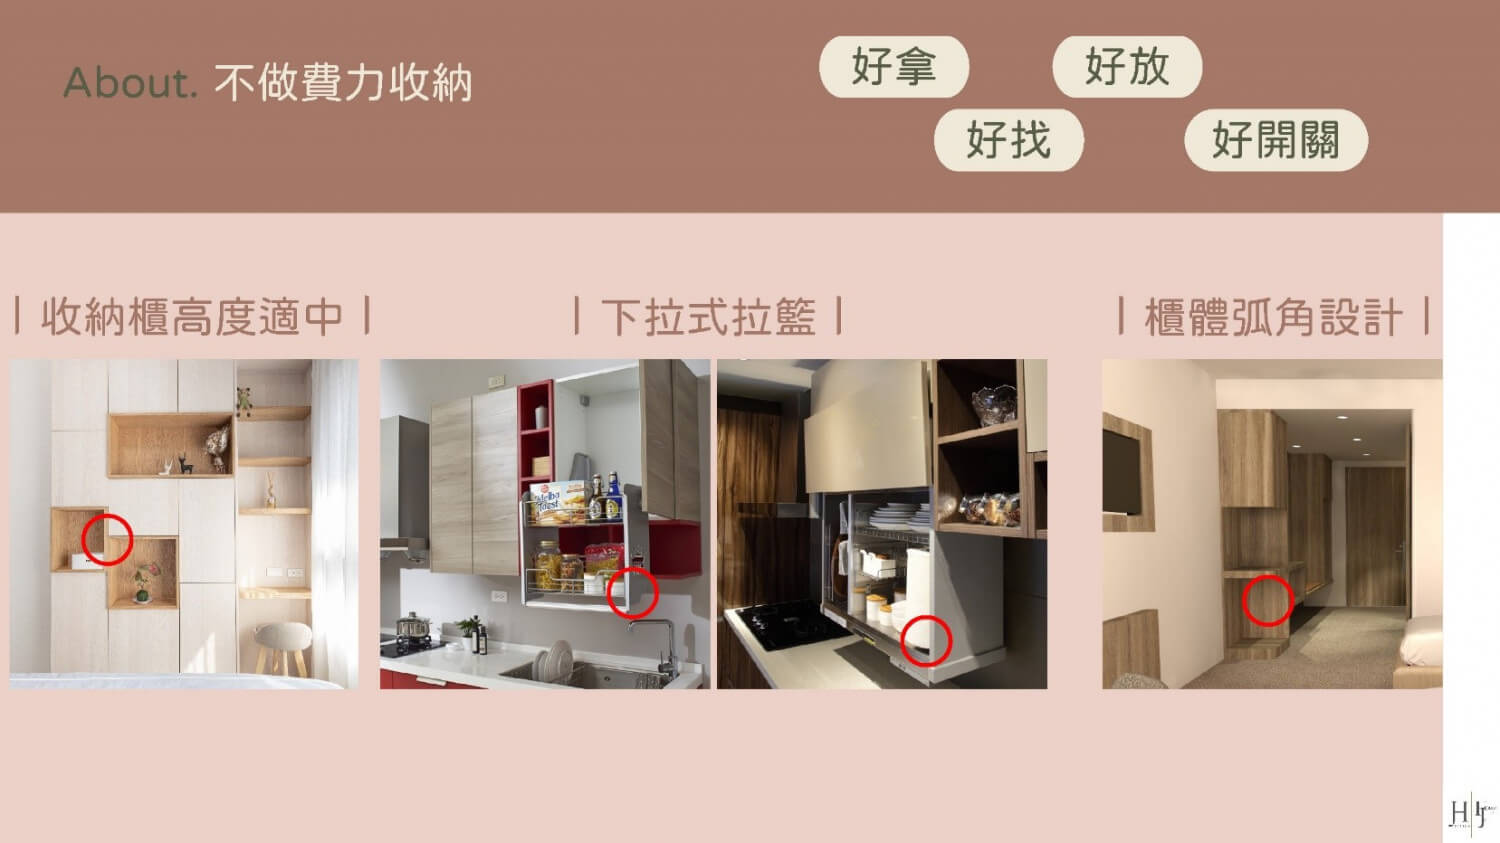 About. 不做費力收納
好拿
好放
好找
好開關
| 收納櫃高度適中 |
| 下拉式拉籃 |
| 櫃體弧角設計 |
Melba
Toast